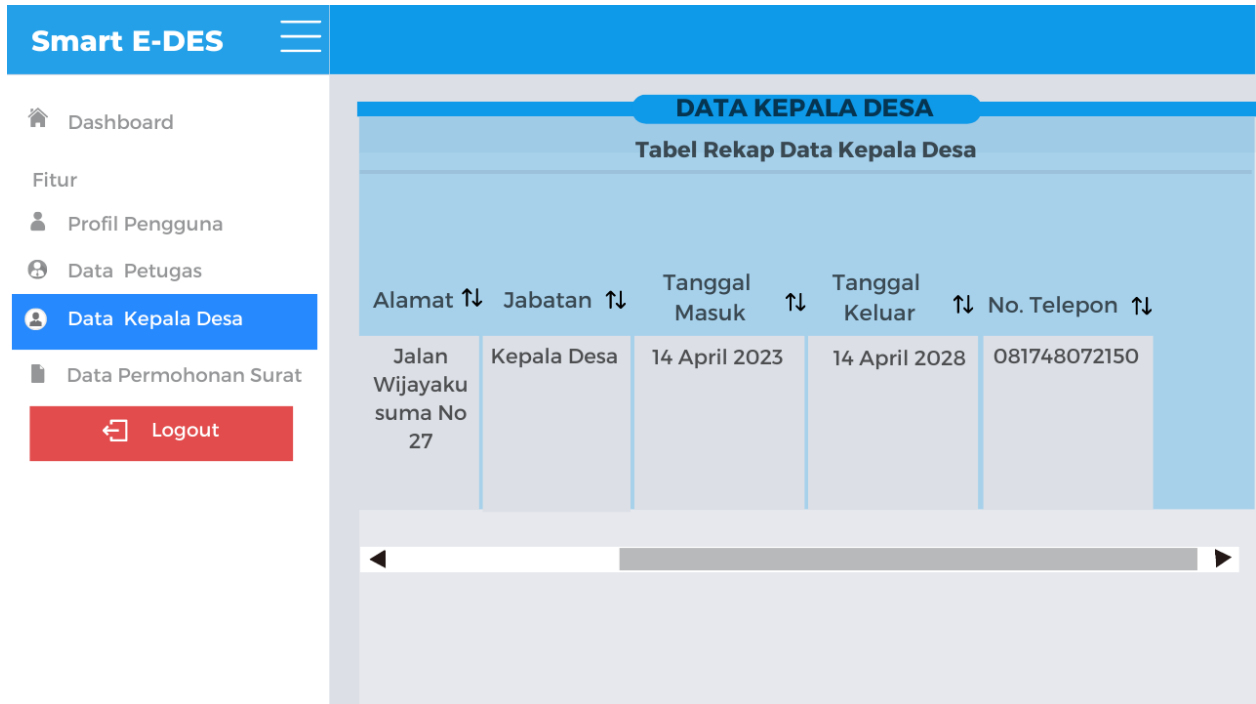 Smart E-DES
Dashboard
Fitur
Profil Pengguna
Data Petugas
Data Kepala Desa
Data Permohonan Surat
Logout
DATA KEPALA DESA
Tabel Rekap Data Kepala Desa
Alamat
Jabatan
Tanggal
Masuk
Tanggal
Keluar
No. Telepon
Jalan
Wijayaku
suma No
27
Kepala Desa
14 April 2023
14 April 2028
081748072150